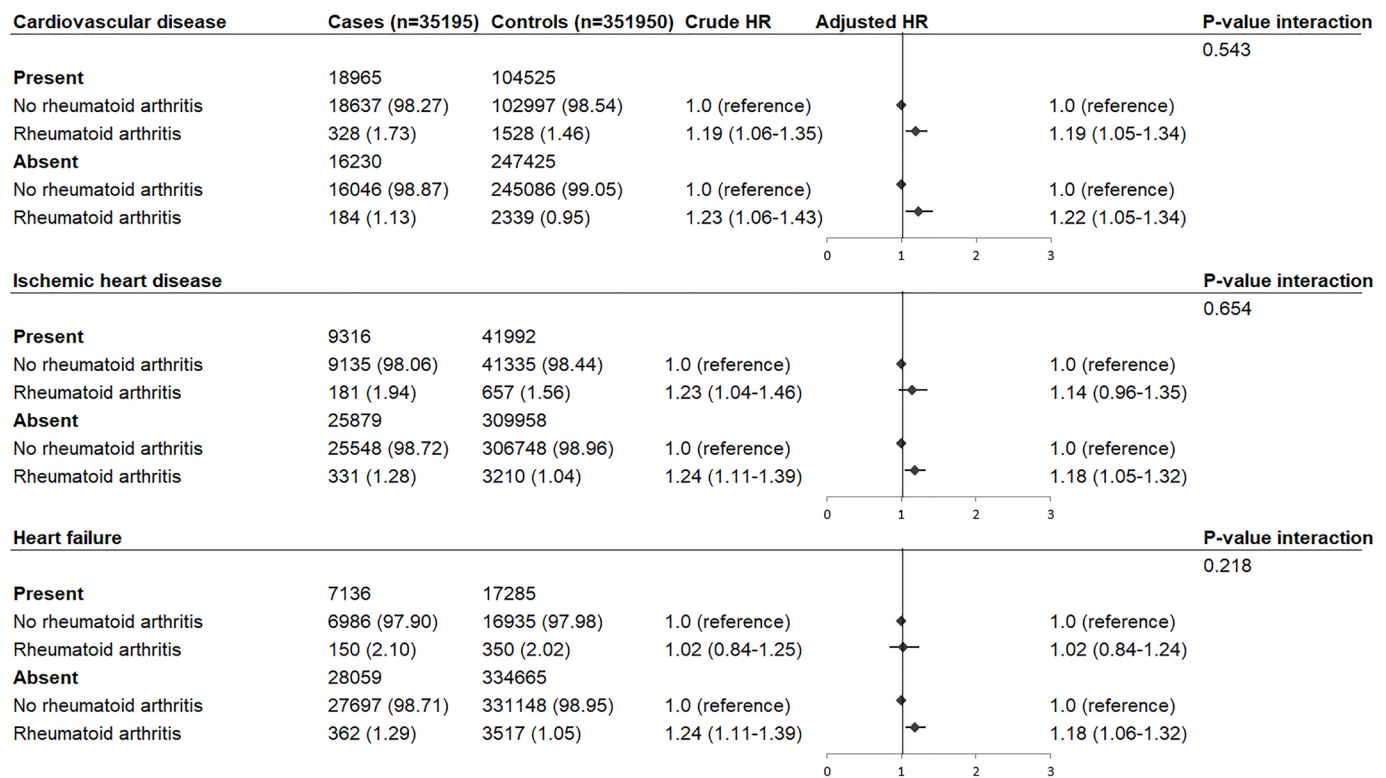 Cardiovascular disease Cases (n=35195) Controls (n=351950) Crude HR Adjusted HR P-value interaction
0.543
Present 18965 104525
No rheumatoid arthritis 18637 (98.27) 102997 (98.54) 1.0 (reference) 1.0 (reference)
Rheumatoid arthritis 328 (1.73) 1528 (1.46) 1.19 (1.06-1.35) 1.19 (1.05-1.34)
Absent 16230 247425
No rheumatoid arthritis 16046 (98.87) 245086 (99.05) 1.0 (reference) 1.0 (reference)
Rheumatoid arthritis 184 (1.13) 2339 (0.95) 1.23 (1.06-1.43) 1.22 (1.05-1.34)
0 1 2 3
Ischemic heart disease P-value interaction
0.654
Present 9316 41992
No rheumatoid arthritis 9135 (98.06) 41335 (98.44) 1.0 (reference) 1.0 (reference)
Rheumatoid arthritis 181 (1.94) 657 (1.56) 1.23 (1.04-1.46) 1.14 (0.96-1.35)
Absent 25879 309958
No rheumatoid arthritis 25548 (98.72) 306748 (98.96) 1.0 (reference) 1.0 (reference)
Rheumatoid arthritis 331 (1.28) 3210 (1.04) 1.24 (1.11-1.39) 1.18 (1.05-1.32)
0 1 2 3
Heart failure P-value interaction
0.218
Present 7136 17285
No rheumatoid arthritis 6986 (97.90) 16935 (97.98) 1.0 (reference) 1.0 (reference)
Rheumatoid arthritis 150 (2.10) 350 (2.02) 1.02 (0.84-1.25) 1.02 (0.84-1.24)
Absent 28059 334665
No rheumatoid arthritis 27697 (98.71) 331148 (98.95) 1.0 (reference) 1.0 (reference)
Rheumatoid arthritis 362 (1.29) 3517 (1.05) 1.24 (1.11-1.39) 1.18 (1.06-1.32)
0 1 2 3